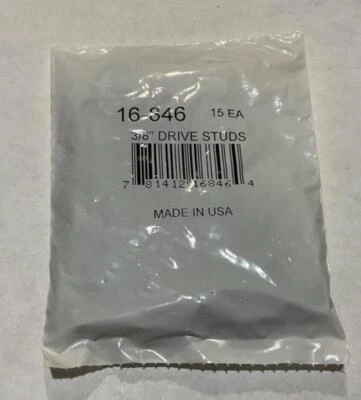 16-846 15 EA
3/8" DRIVE STUDS
7 81412 16846 4
MADE IN USA